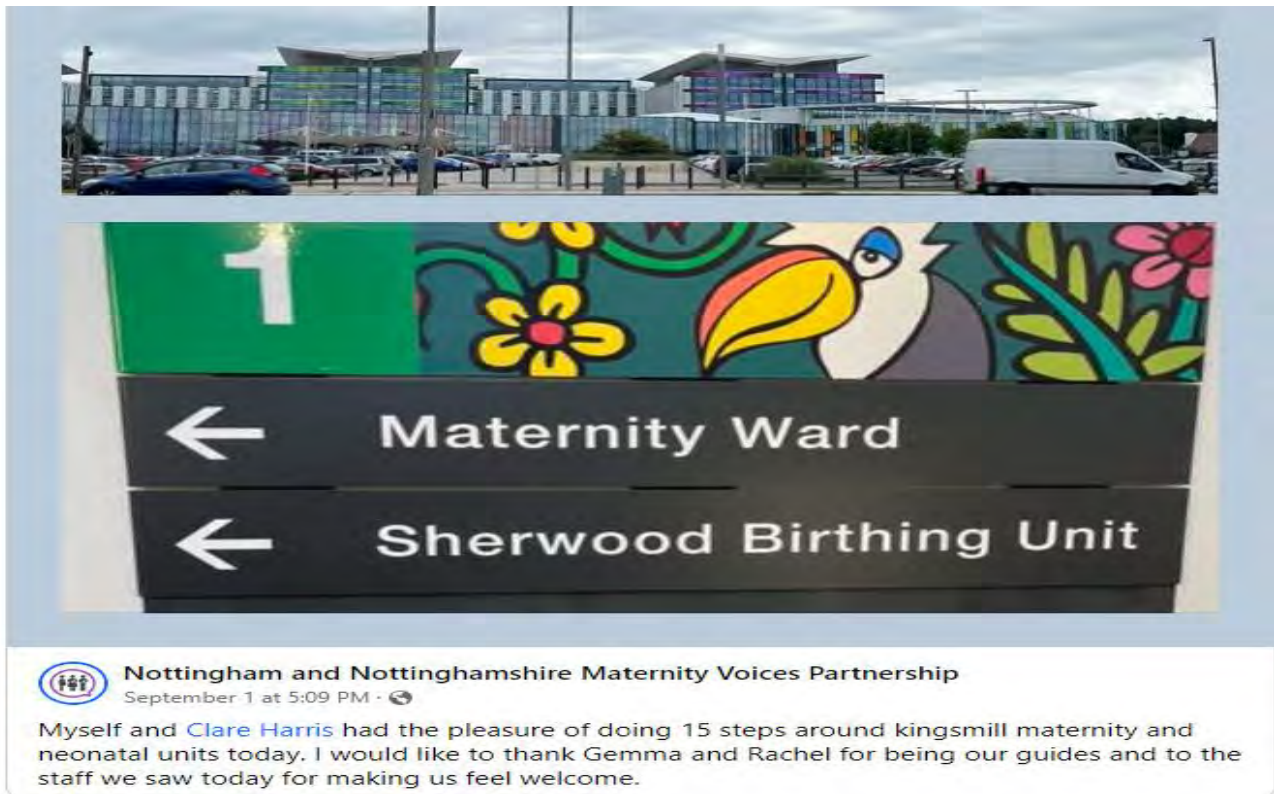 1
← Maternity Ward
← Sherwood Birthing Unit
Nottingham and Nottinghamshire Maternity Voices Partnership
September 1 at 5:09 PM ·
Myself and Clare Harris had the pleasure of doing 15 steps around kingsmill maternity and
neonatal units today. I would like to thank Gemma and Rachel for being our guides and to the
staff we saw today for making us feel welcome.